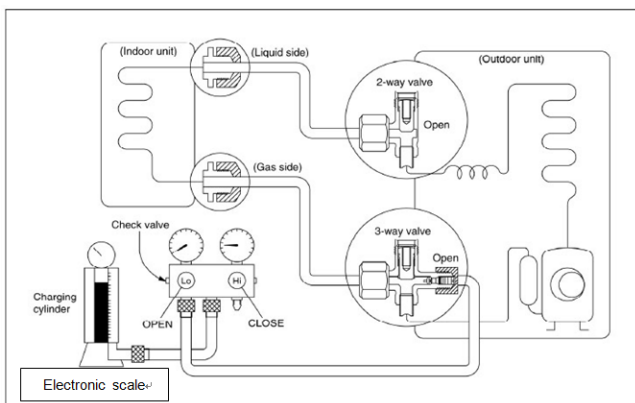 (Indoor unit)
(Liquid side)
2-way valve
(Outdoor unit)
Open
(Gas side)
3-way valve
Open
Check valve
Lo
Hi
Charging
cylinder
OPEN
CLOSE
Electronic scale↵